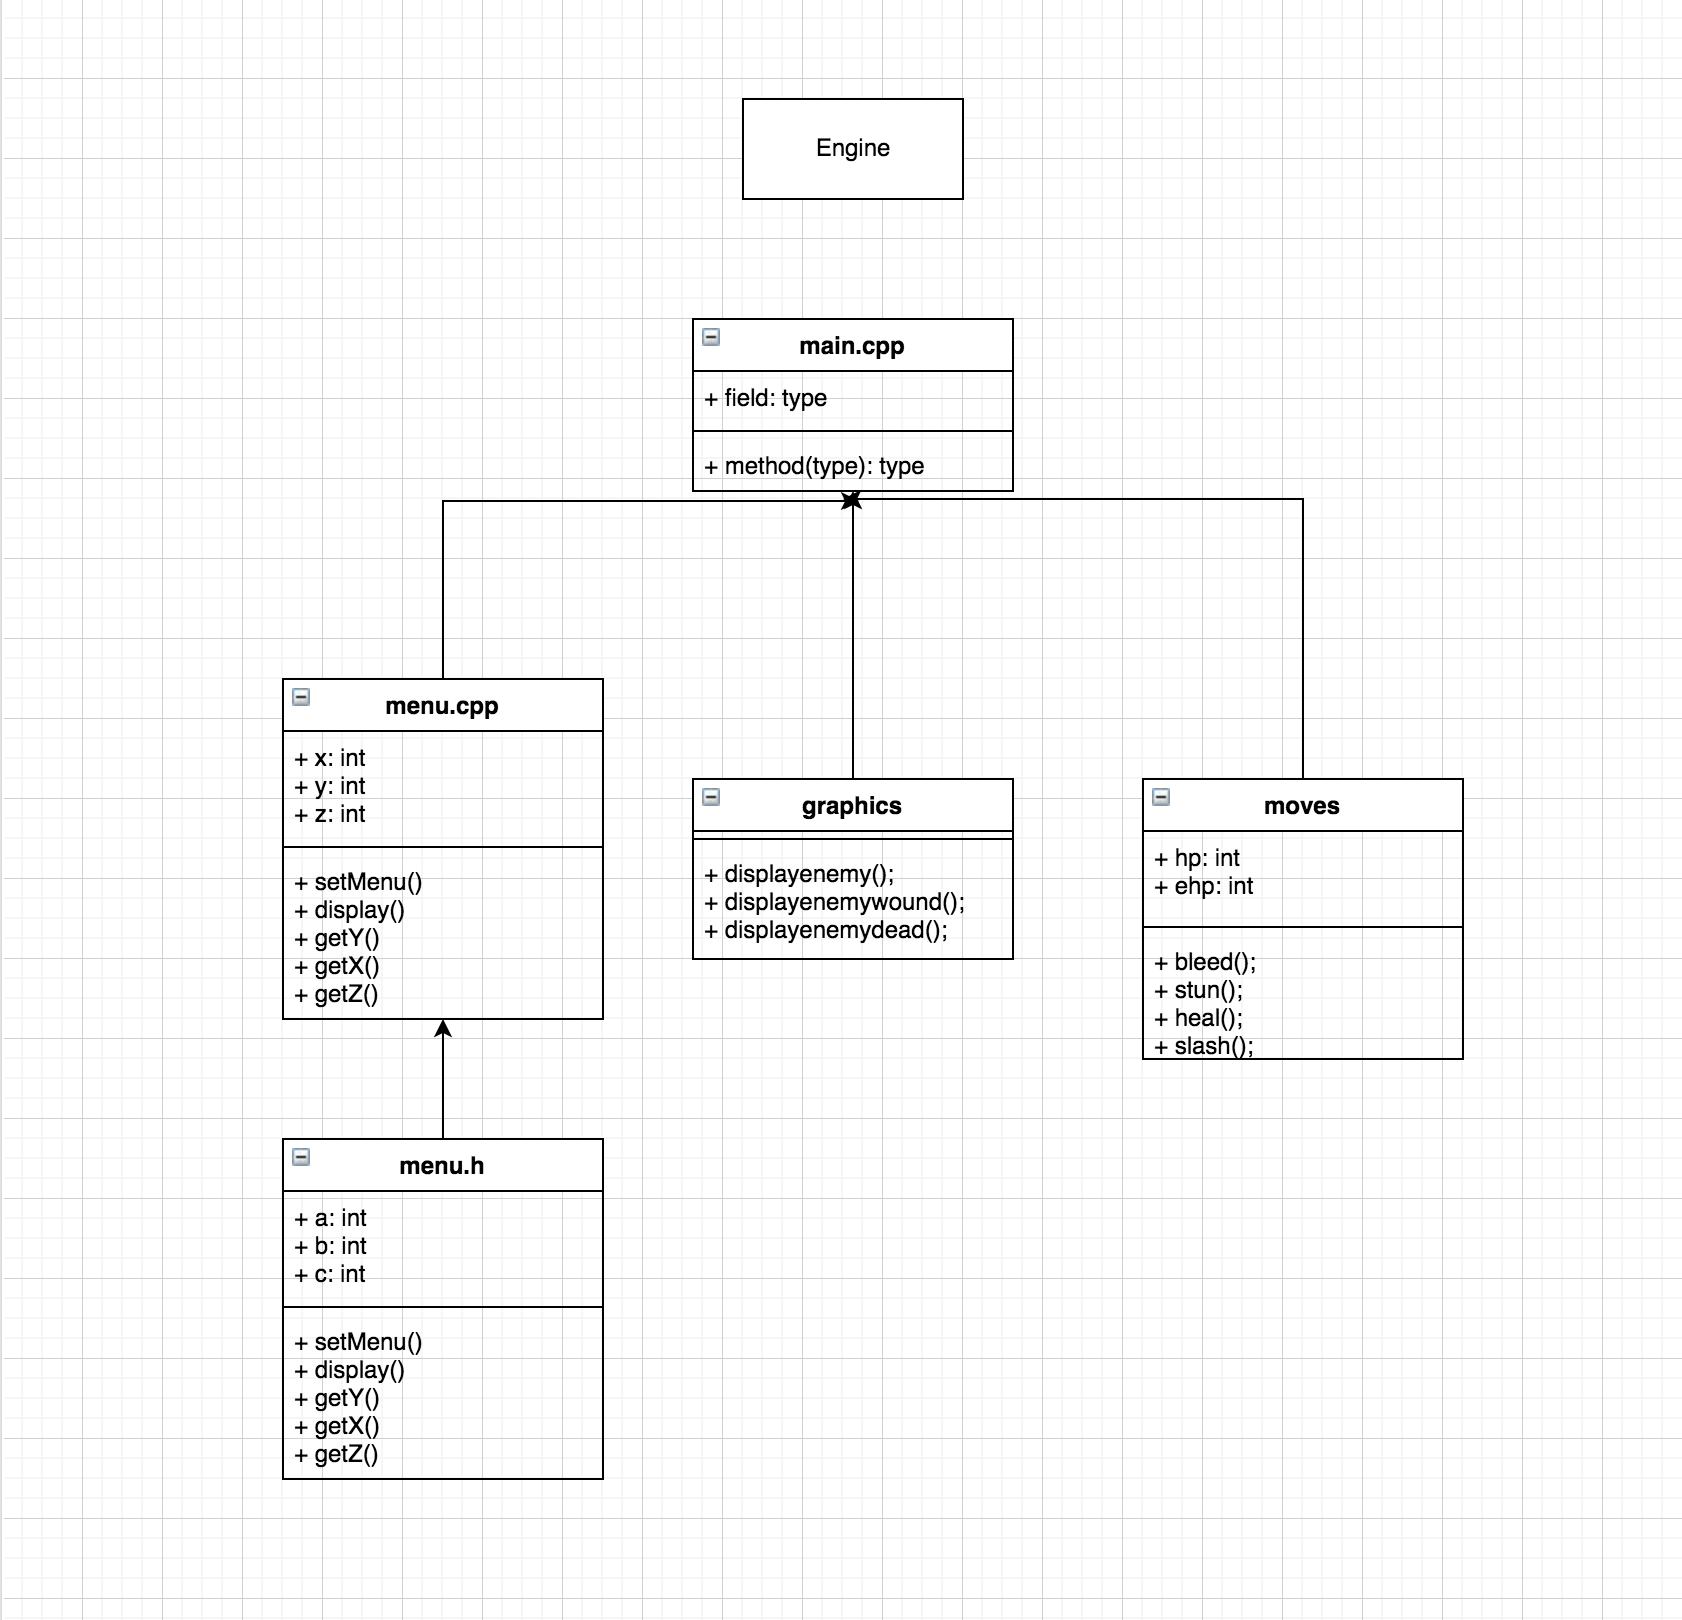 Engine
main.cpp
+ field: type
+ method(type): type
menu.cpp
+ x: int
+ y: int
+ z: int
+ setMenu()
+ display()
+ getY()
+ getX()
+ getZ()
graphics
+ displayenemy();
+ displayenemywound();
+ displayenemydead();
moves
+ hp: int
+ ehp: int
+ bleed();
+ stun();
+ heal();
+ slash();
menu.h
+ a: int
+ b: int
+ c: int
+ setMenu()
+ display()
+ getY()
+ getX()
+ getZ()